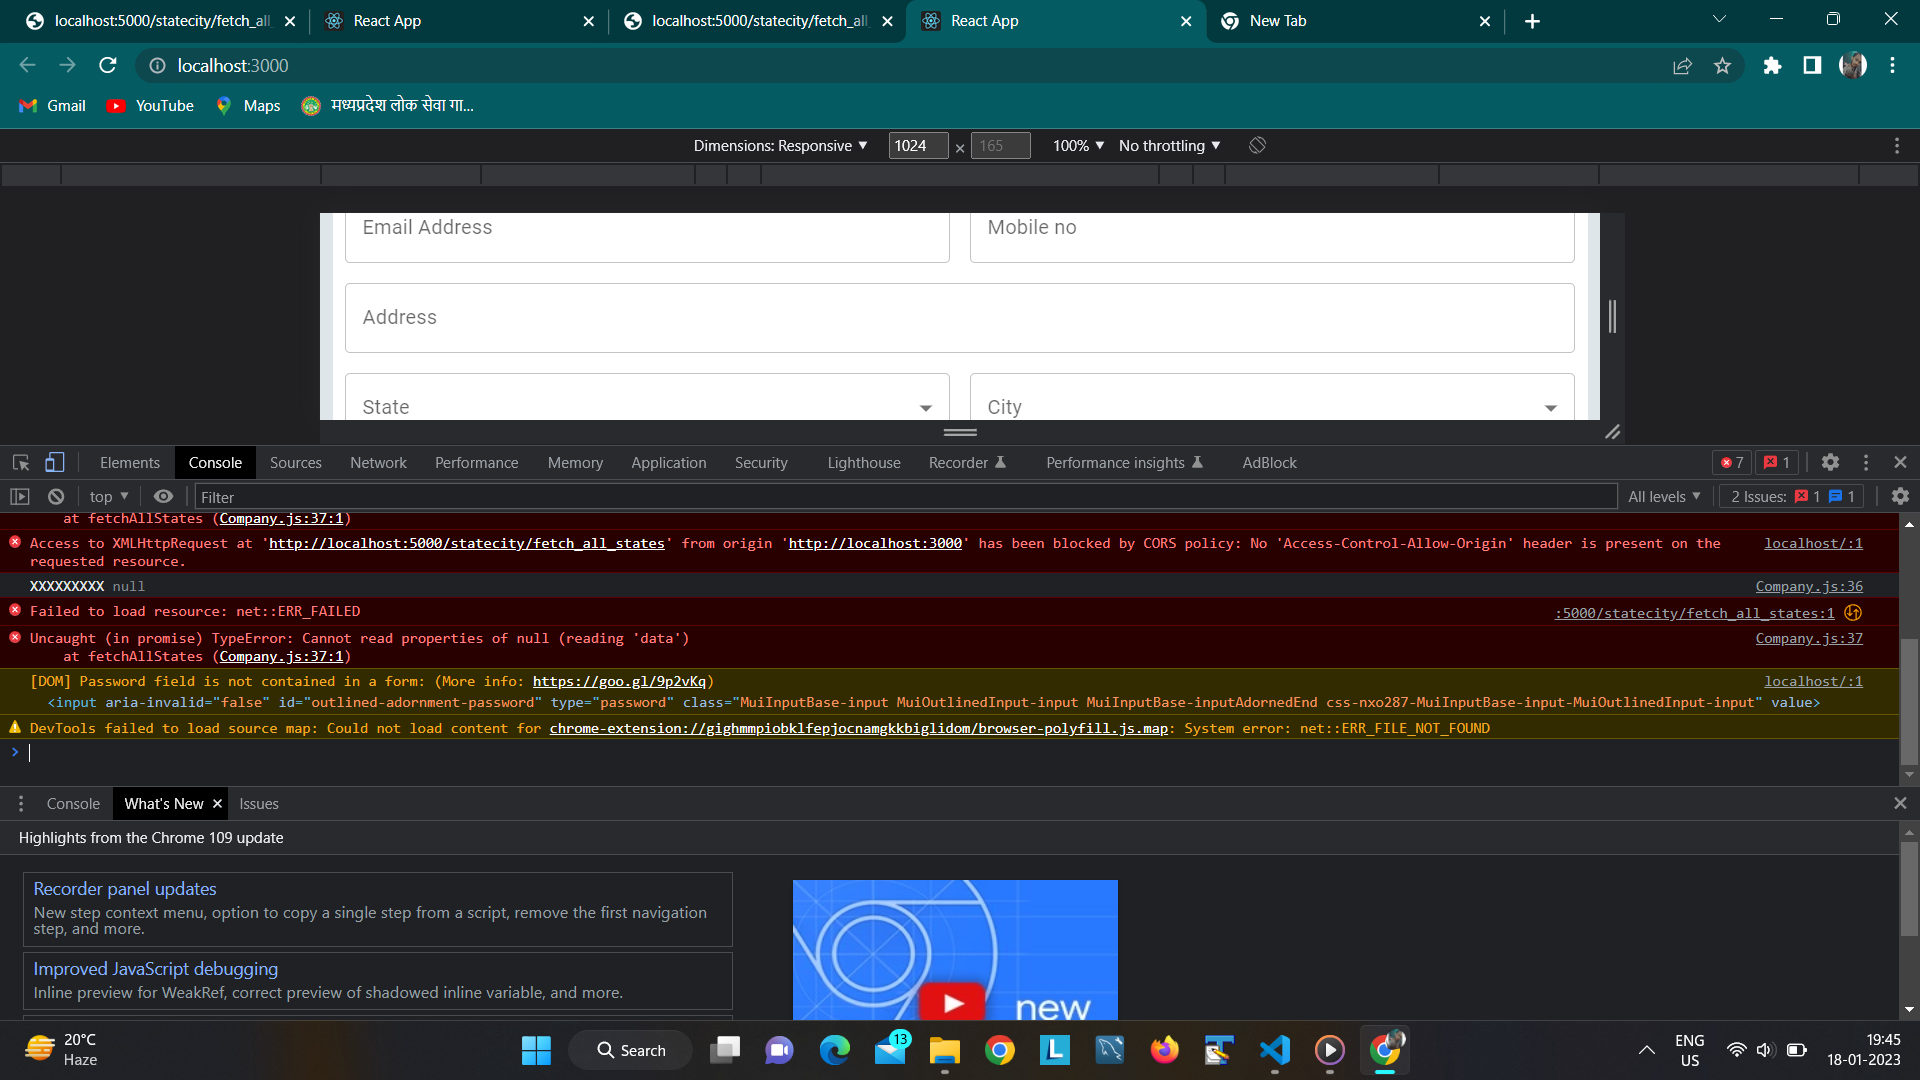 localhost:5000/statecity/fetch_all
React App
localhost:5000/statecity/fetch_all
React App
New Tab
localhost:3000
Gmail
YouTube
Maps
मध्यप्रदेश लोक सेवा गा...
Dimensions: Responsive
1024
×
165
100%
No throttling
Email Address
Mobile no
Address
State
City
Elements
Console
Sources
Network
Performance
Memory
Application
Security
Lighthouse
Recorder
Performance insights
AdBlock
7
1
top
Filter
All levels
2 Issues: 1 1
at fetchAllStates (Company.js:37:1)
Access to XMLHttpRequest at 'http://localhost:5000/statecity/fetch_all_states' from origin 'http://localhost:3000' has been blocked by CORS policy: No 'Access-Control-Allow-Origin' header is present on the
localhost/:1
requested resource.
XXXXXXXXX null
Company.js:36
Failed to load resource: net::ERR_FAILED
:5000/statecity/fetch_all_states:1
Uncaught (in promise) TypeError: Cannot read properties of null (reading 'data')
Company.js:37
at fetchAllStates (Company.js:37:1)
[DOM] Password field is not contained in a form: (More info: https://goo.gl/9p2vKq)
localhost/:1
<input aria-invalid="false" id="outlined-adornment-password" type="password" class="MuiInputBase-input MuiOutlinedInput-input MuiInputBase-inputAdornedEnd css-nxo287-MuiInputBase-input-MuiOutlinedInput-input" value>
DevTools failed to load source map: Could not load content for chrome-extension://gighmmpiobklfepjocnamgkkbiglidom/browser-polyfill.js.map: System error: net::ERR_FILE_NOT_FOUND
Console
What's New
Issues
Highlights from the Chrome 109 update
Recorder panel updates
New step context menu, option to copy a single step from a script, remove the first navigation
step, and more.
Improved JavaScript debugging
Inline preview for WeakRef, correct preview of shadowed inline variable, and more.
new
20°C
Haze
Search
13
L
ENG
US
19:45
18-01-2023